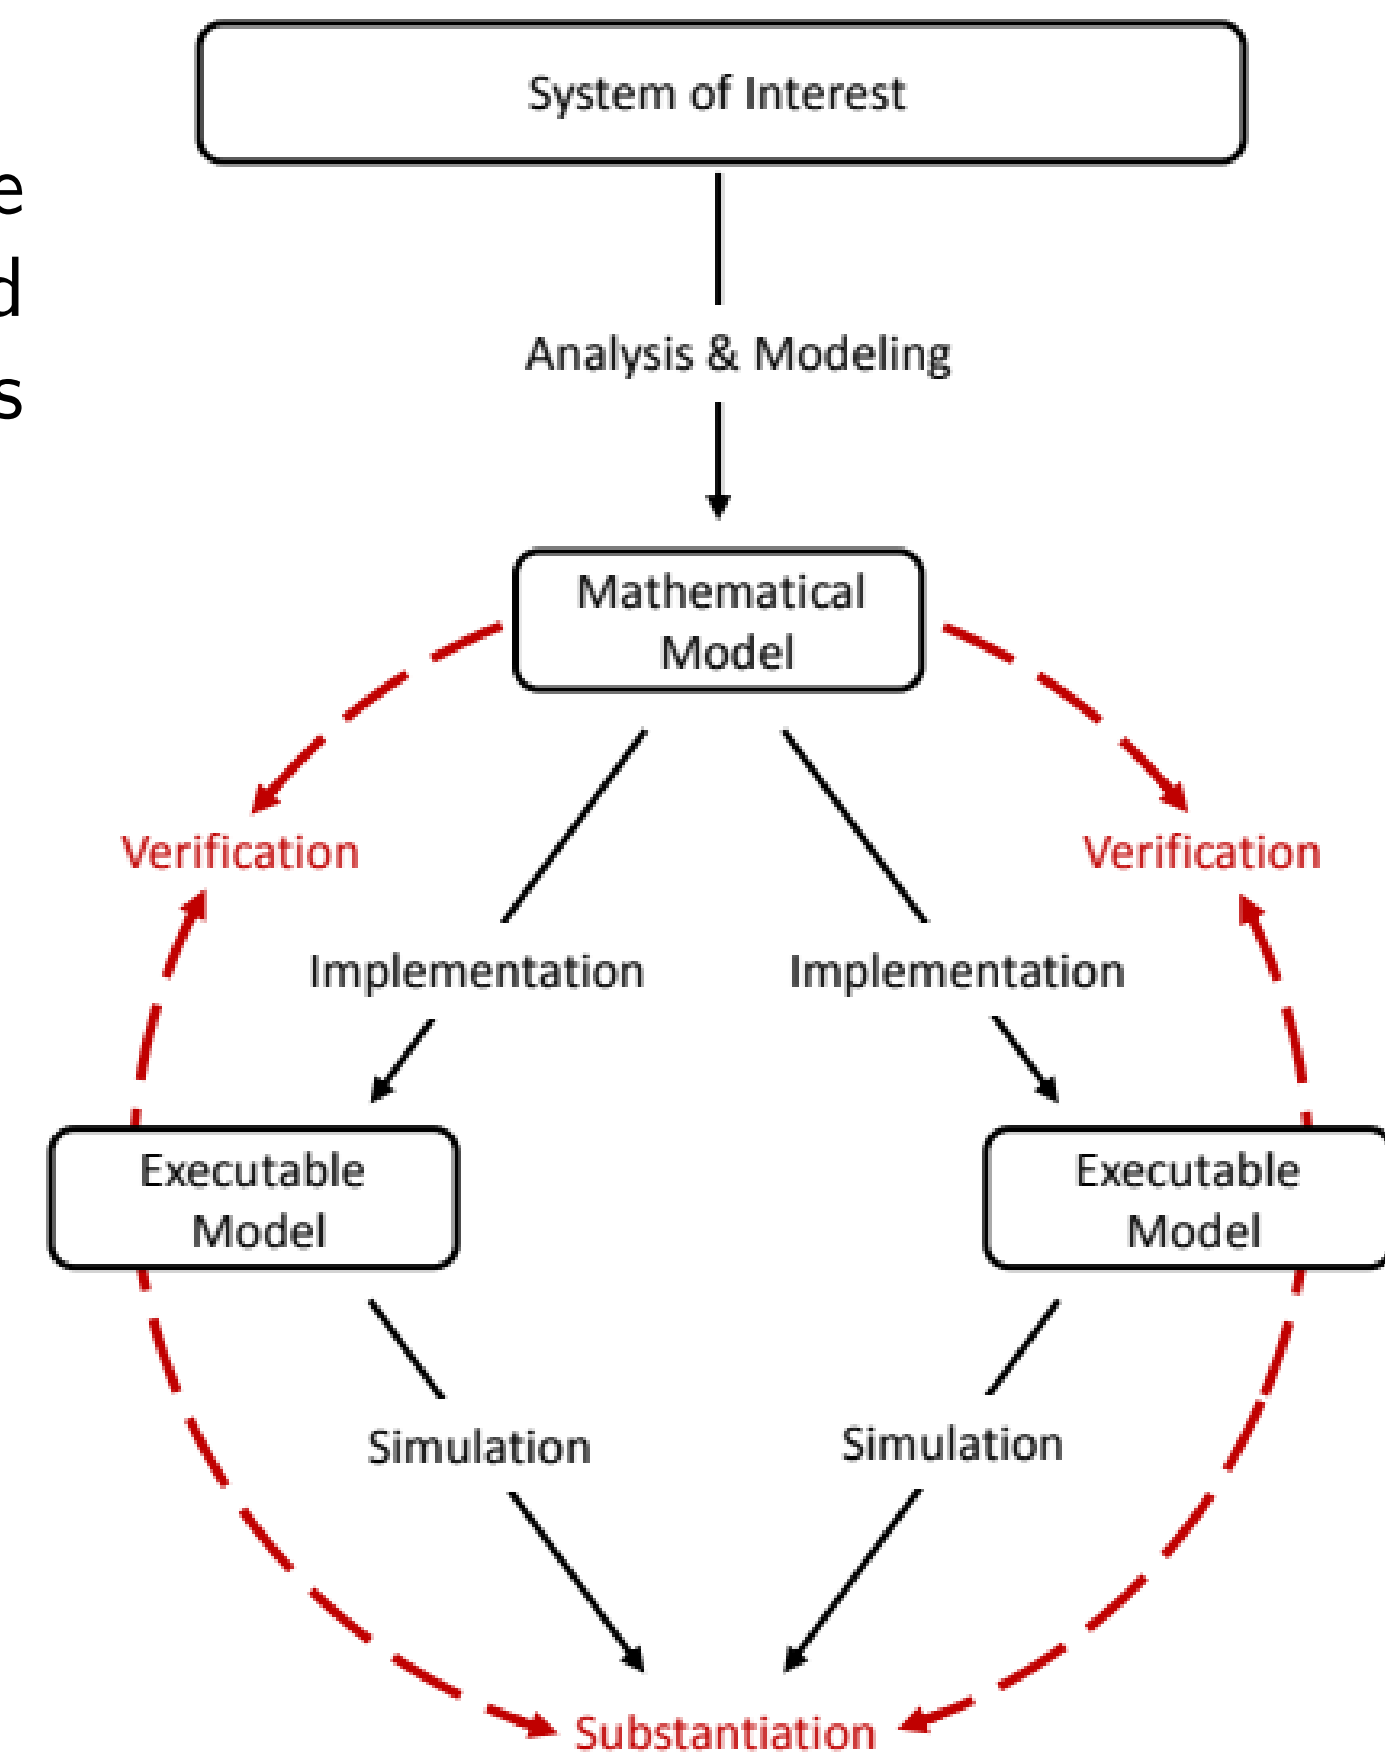 System of Interest
e
d
s
Analysis & Modeling
Mathematical
Model
Verification
Verification
Implementation
Implementation
Executable
Model
Executable
Model
Simulation
Simulation
Substantiation